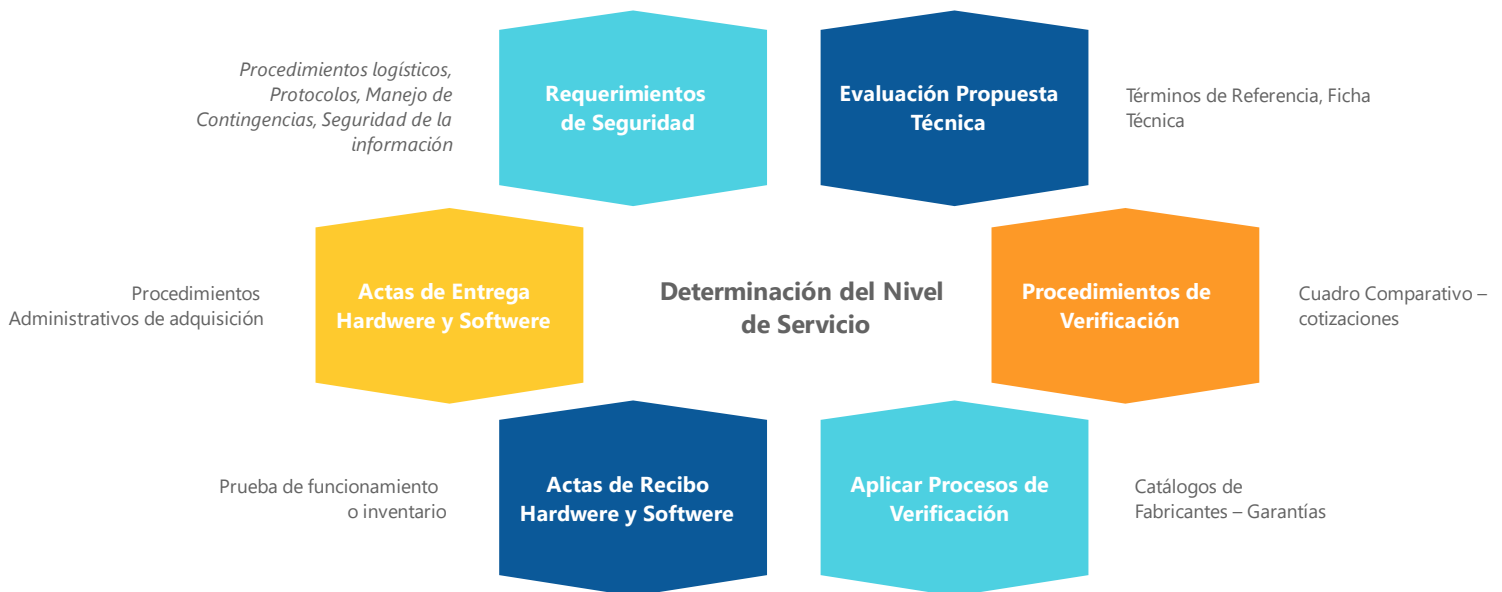 Procedimientos logísticos,
Protocolos, Manejo de
Contingencias, Seguridad de la
información
Requerimientos
de Seguridad
Evaluación Propuesta
Técnica
Términos de Referencia, Ficha
Técnica
Procedimientos
Administrativos de adquisición
Actas de Entrega
Hardwere y Softwere
Determinación del Nivel
de Servicio
Procedimientos de
Verificación
Cuadro Comparativo –
cotizaciones
Prueba de funcionamiento
o inventario
Actas de Recibo
Hardwere y Softwere
Aplicar Procesos de
Verificación
Catálogos de
Fabricantes – Garantías